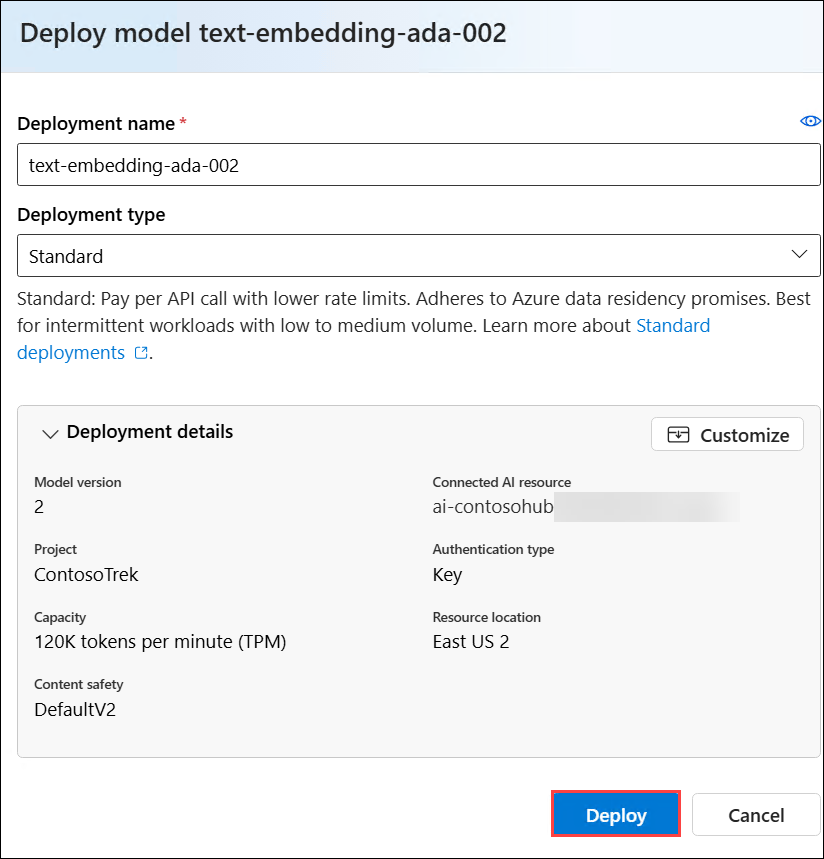 Deploy model text-embedding-ada-002
Deployment name *
text-embedding-ada-002
Deployment type
Standard
Standard: Pay per API call with lower rate limits. Adheres to Azure data residency promises. Best
for intermittent workloads with low to medium volume. Learn more about Standard
deployments .
Deployment details
Customize
Model version
2
Connected AI resource
ai-contosohub
Project
ContosoTrek
Authentication type
Key
Capacity
120K tokens per minute (TPM)
Resource location
East US 2
Content safety
DefaultV2
Deploy
Cancel